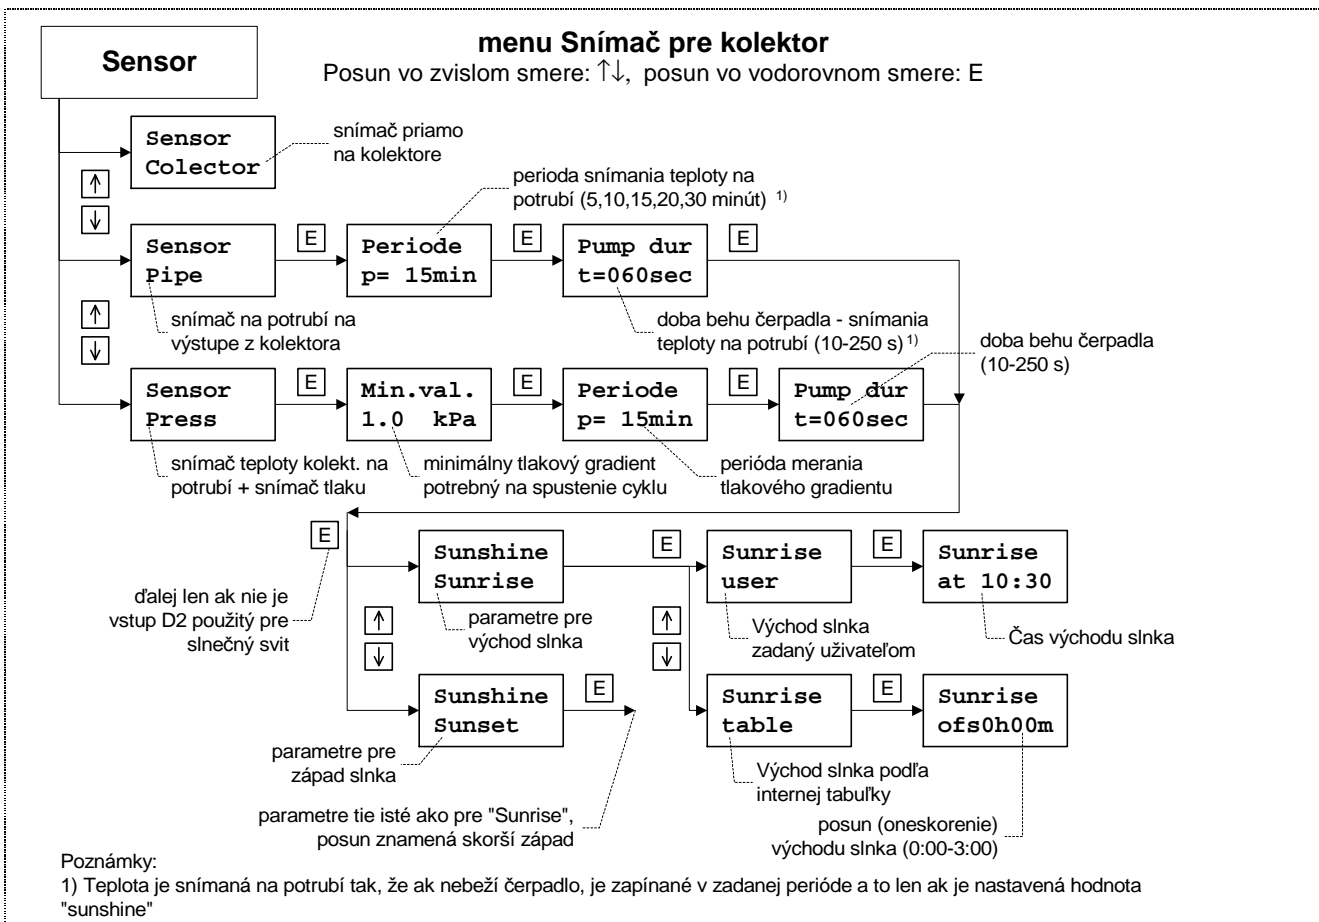 Sensor
menu Snímač pre kolektor
Posun vo zvislom smere: ↑↓, posun vo vodorovnom smere: E
Sensor
Colector
snímač priamo
na kolektore
↑
↓
perioda snímania teploty na
potrubí (5,10,15,20,30 minút) 1)
Sensor
Pipe
E
Periode
p= 15min
E
Pump dur
t=060sec
E
↑
↓
snímač na potrubí na
výstupe z kolektora
doba behu čerpadla - snímania
teploty na potrubí (10-250 s) 1)
doba behu čerpadla
(10-250 s)
Sensor
Press
E
Min.val.
1.0 kPa
E
Periode
p= 15min
E
Pump dur
t=060sec
snímač teploty kolekt. na
potrubí + snímač tlaku
minimálny tlakový gradient
potrebný na spustenie cyklu
perióda merania
tlakového gradientu
E
ďalej len ak nie je
vstup D2 použitý pre
slnečný svit
Sunshine
Sunrise
E
Sunrise
user
E
Sunrise
at 10:30
↑
↓
parametre pre
východ slnka
↑
↓
Východ slnka
zadaný uživateľom
Čas východu slnka
Sunshine
Sunset
E
Sunrise
table
E
Sunrise
ofs0h00m
parametre pre
západ slnka
Východ slnka podľa
internej tabuľky
parametre tie isté ako pre "Sunrise",
posun znamená skorší západ
posun (oneskorenie)
východu slnka (0:00-3:00)
Poznámky:
1) Teplota je snímaná na potrubí tak, že ak nebeží čerpadlo, je zapínané v zadanej perióde a to len ak je nastavená hodnota
"sunshine"